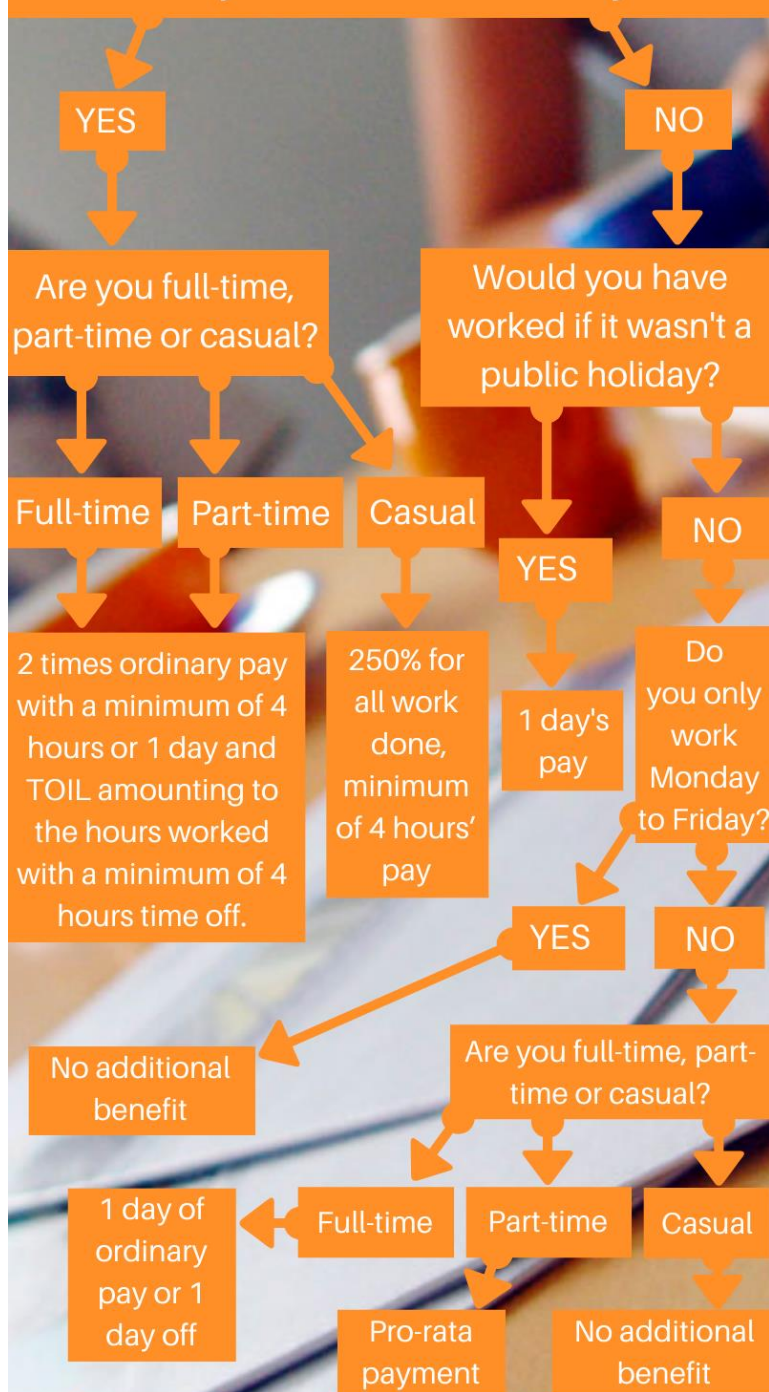 YES
NO
Are you full-time,
part-time or casual?
Would you have
worked if it wasn't a
public holiday?
Full-time
Part-time
Casual
YES
NO
2 times ordinary pay
with a minimum of 4
hours or 1 day and
TOIL amounting to
the hours worked
with a minimum of 4
hours time off.
250% for
all work
done,
minimum
of 4 hours’
pay
1 day's
pay
Do
you only
work
Monday
to Friday?
YES
NO
No additional
benefit
Are you full-time, part-
time or casual?
Full-time
Part-time
Casual
1 day of
ordinary
pay or 1
day off
Pro-rata
payment
No additional
benefit